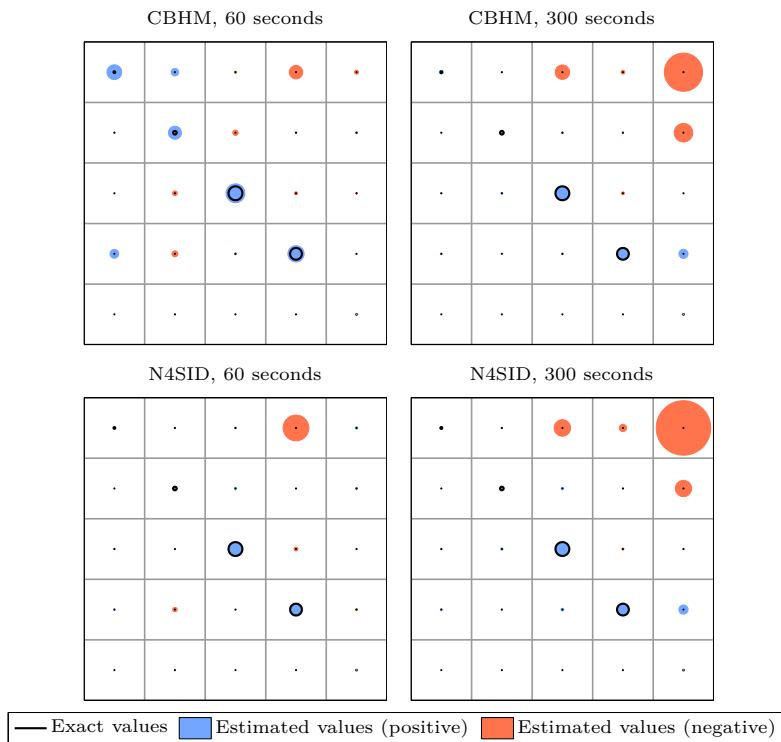 CBHM, 60 seconds
CBHM, 300 seconds
N4SID, 60 seconds
N4SID, 300 seconds
Exact values
Estimated values (positive)
Estimated values (negative)